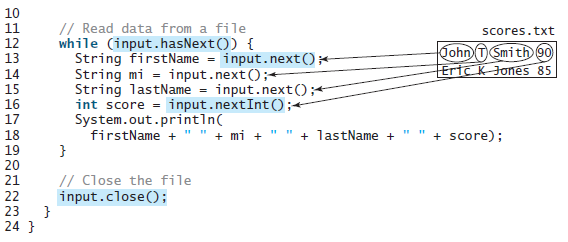 10
11 // Read data from a file
12 while (input.hasNext()) {
13 String firstName = input.next();
14 String mi = input.next();
15 String lastName = input.next();
16 int score = input.nextInt();
17 System.out.println(
18 firstName + " " + mi + " " + lastName + " " + score);
19 }
20
21 // Close the file
22 input.close();
23 }
24 }
scores.txt
John T Smith 90
Eric K Jones 85